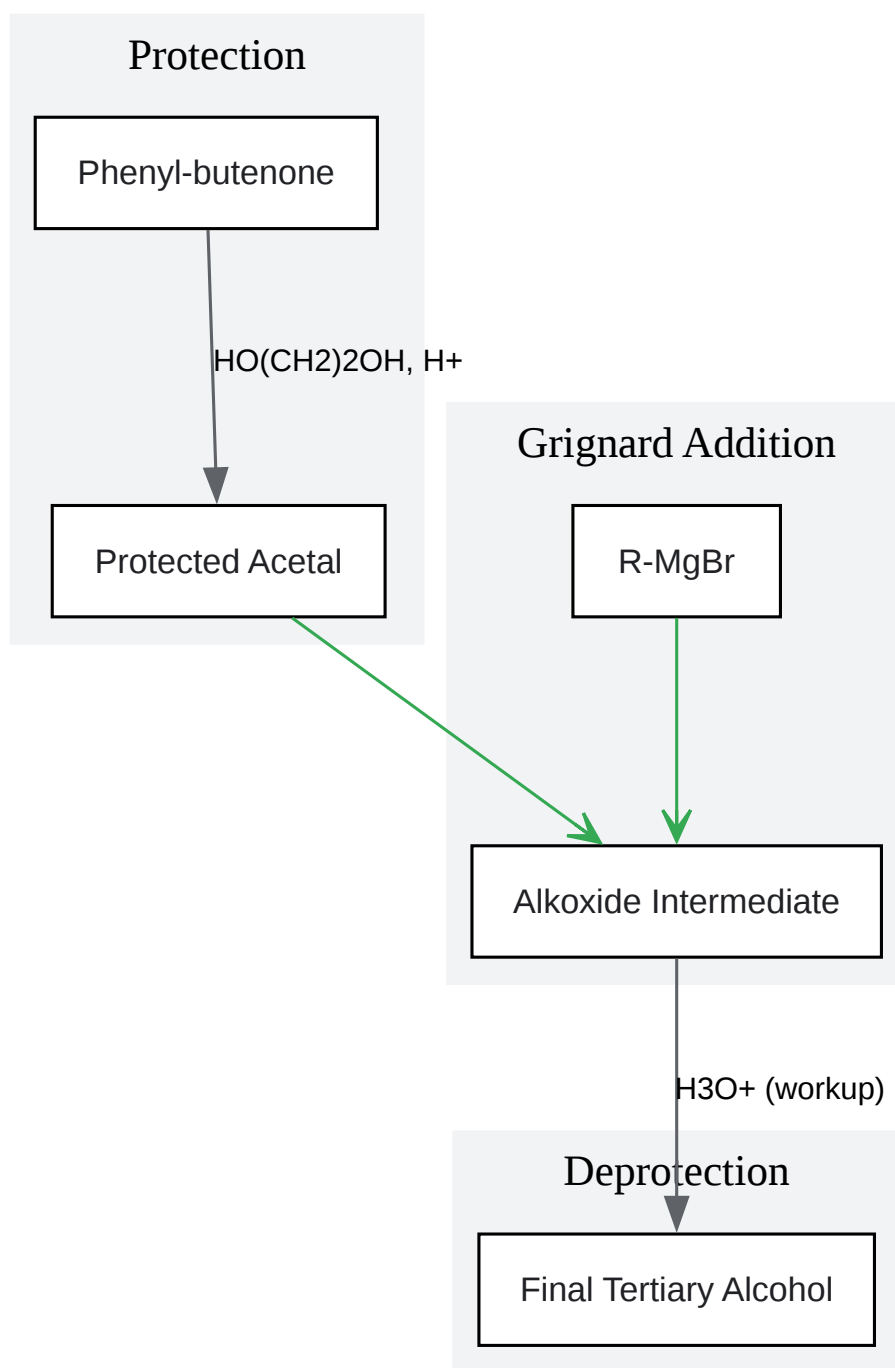 Protection
Phenyl-butenone
HO(CH2)2OH, H+
Grignard Addition
Protected Acetal
R-MgBr
Alkoxide Intermediate
H3O+ (workup)
Deprotection
Final Tertiary Alcohol